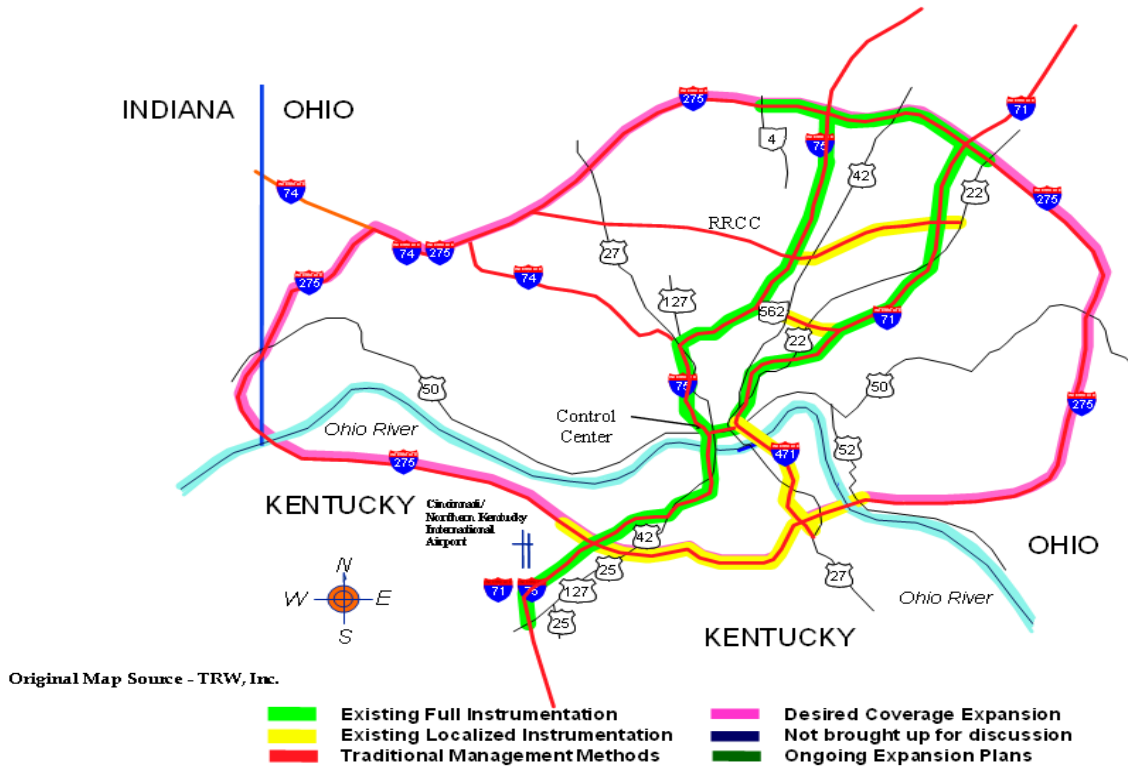 275
71
INDIANA
OHIO
4
75
42
74
22
275
RRCC
74
275
27
275
74
127
562
71
22
75
50
50
275
Control
Center
Ohio River
471
52
275
KENTUCKY
Cincinnati/
Northern Kentucky
International
Airport
42
OHIO
25
27
71
75
127
Ohio River
25
KENTUCKY
N
W
E
S
Original Map Source - TRW, Inc.
Existing Full Instrumentation
Existing Localized Instrumentation
Traditional Management Methods
Desired Coverage Expansion
Not brought up for discussion
Ongoing Expansion Plans